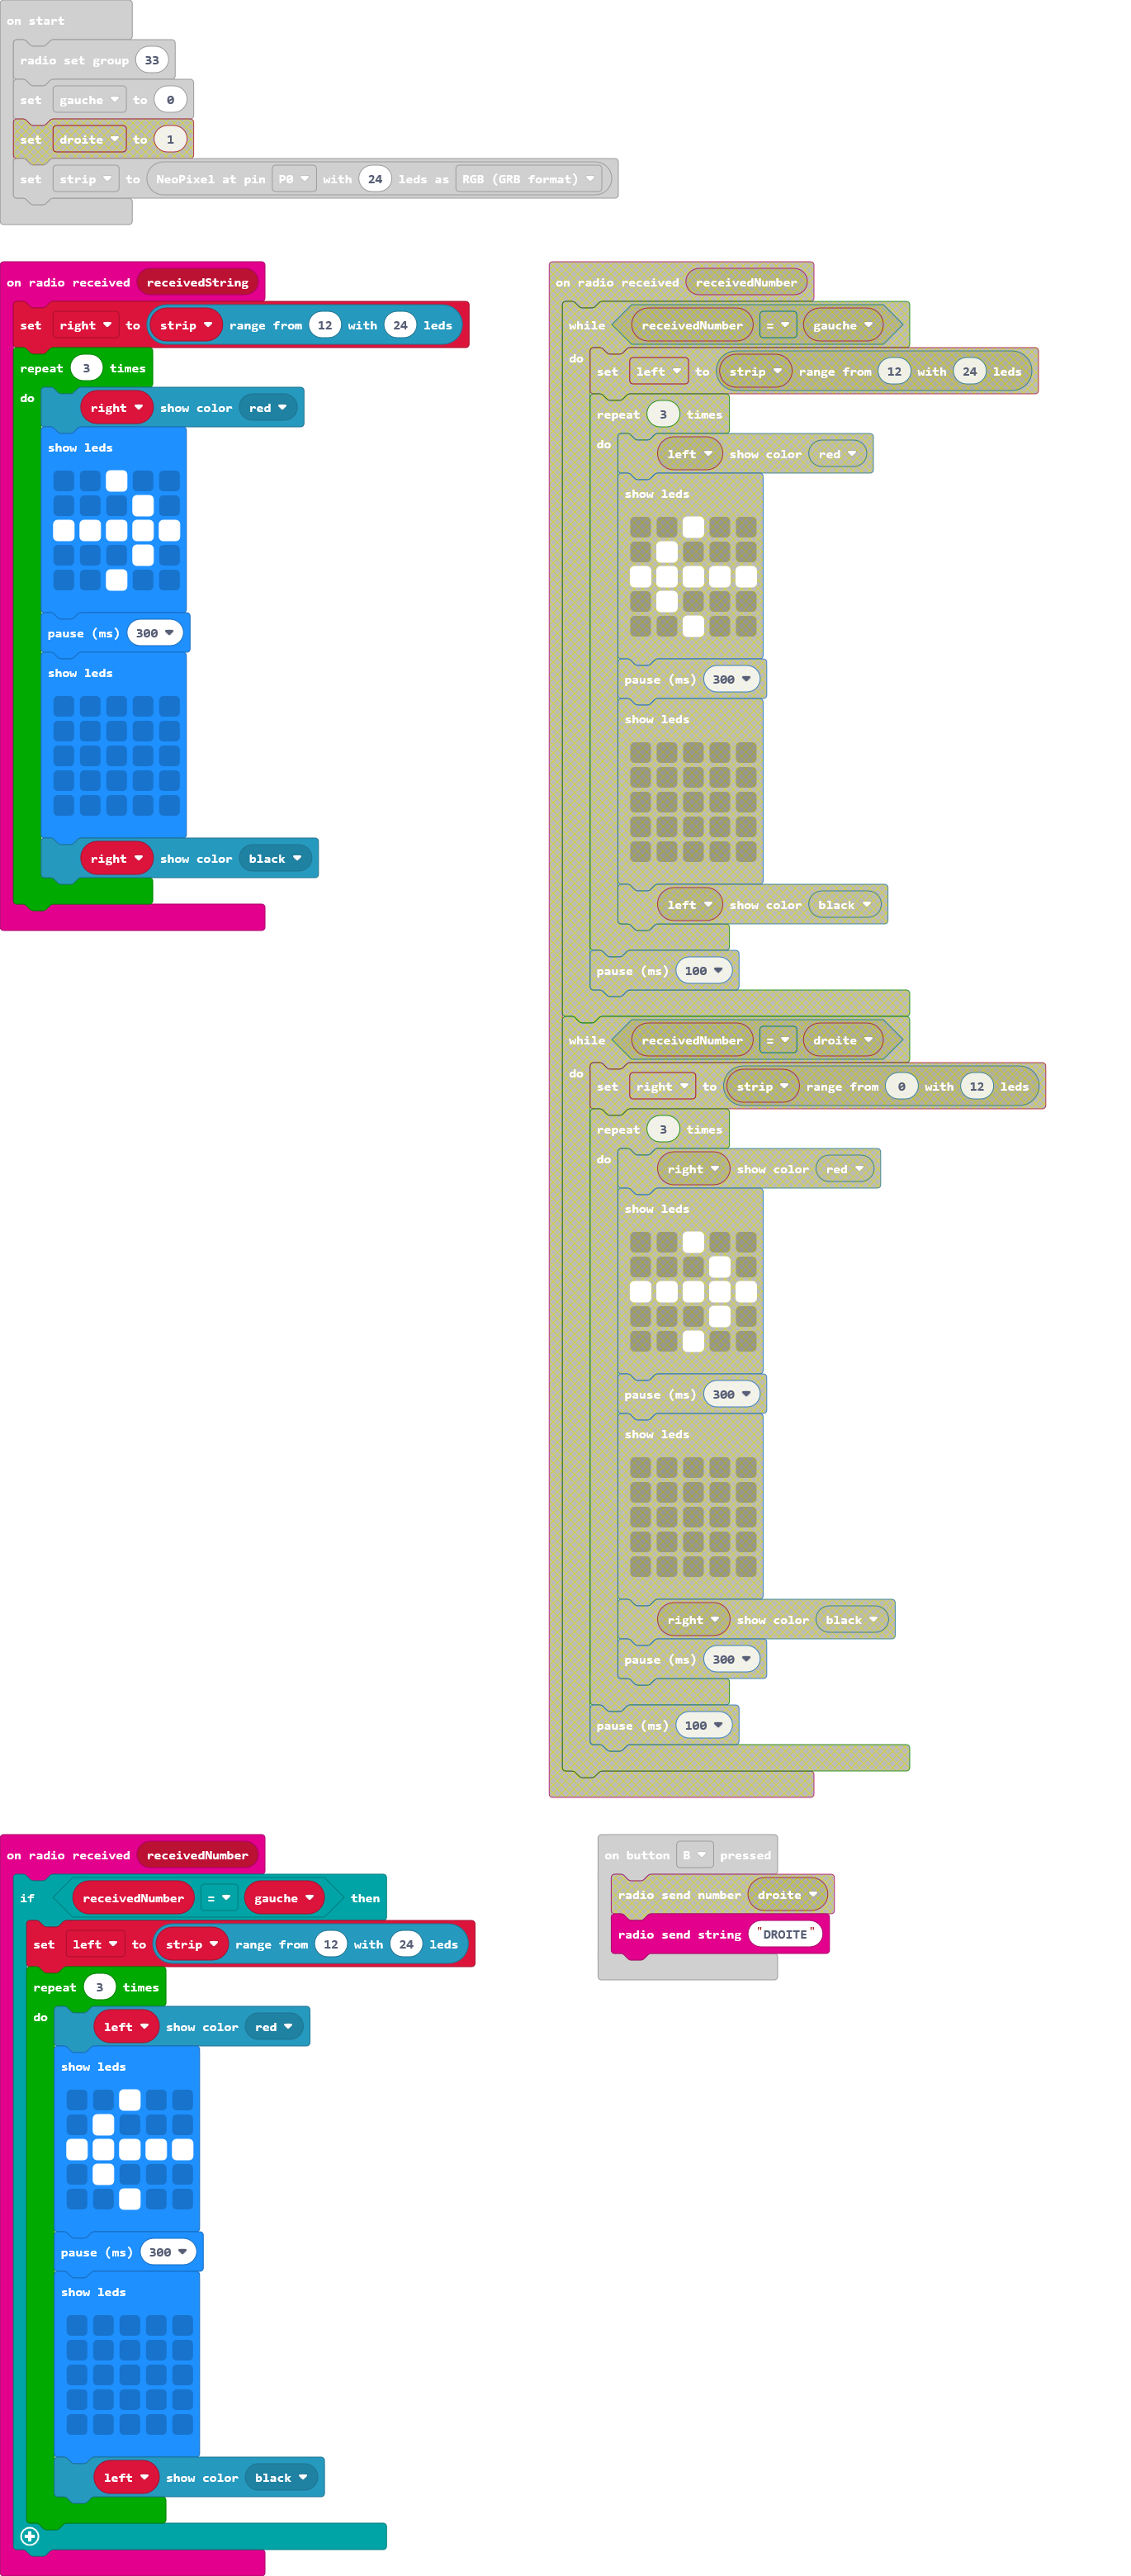 on start
radio set group 33
set gauche to 0
set droite to 1
set strip to NeoPixel at pin P0 with 24 leds as RGB (GRB format)
on radio received receivedString
set right to strip range from 12 with 24 leds
repeat 3 times
do
right show color red
show leds
pause (ms) 300
show leds
right show color black
on radio received receivedNumber
while receivedNumber = gauche
do
set left to strip range from 12 with 24 leds
repeat 3 times
do
left show color red
show leds
pause (ms) 300
show leds
left show color black
pause (ms) 100
while receivedNumber = droite
do
set right to strip range from 0 with 12 leds
repeat 3 times
do
right show color red
show leds
pause (ms) 300
show leds
right show color black
pause (ms) 300
pause (ms) 100
on radio received receivedNumber
if receivedNumber = gauche then
set left to strip range from 12 with 24 leds
repeat 3 times
do
left show color red
show leds
pause (ms) 300
show leds
left show color black
on button B pressed
radio send number droite
radio send string "DROITE"